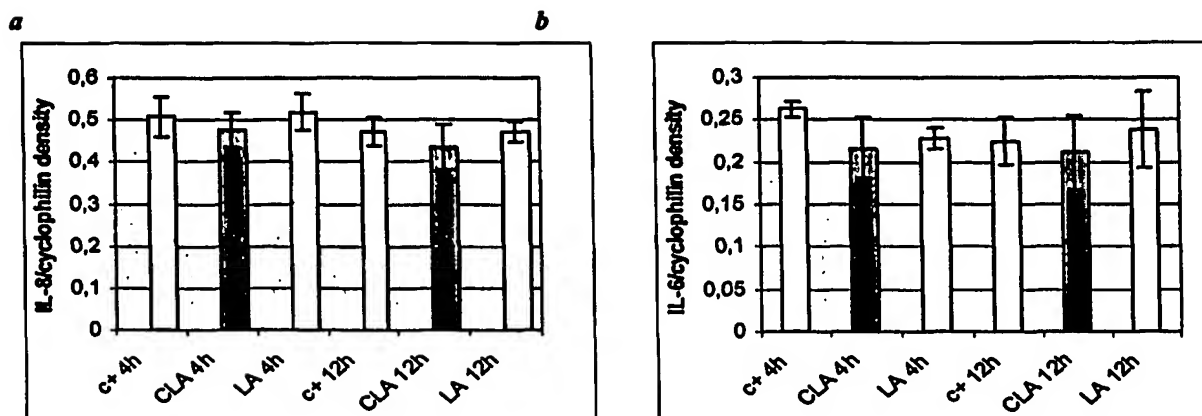 a
b
IL-8/cyclophilin density
0,6
0,5
0,4
0,3
0,2
0,1
0
c+ 4h
CLA 4h
LA 4h
c+ 12h
CLA 12h
LA 12h
IL-6/cyclophilin density
0,3
0,25
0,2
0,15
0,1
0,05
0
c+ 4h
CLA 4h
LA 4h
c+ 12h
CLA 12h
LA 12h